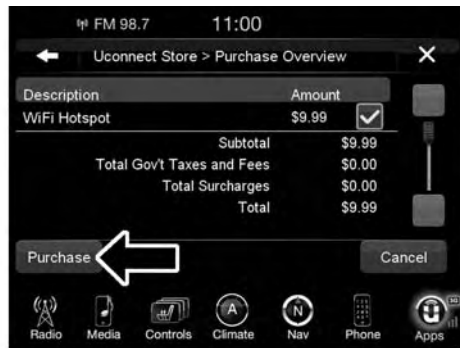 FM 98.7 11:00
Uconnect Store > Purchase Overview
Description Amount
WiFi Hotspot $9.99
Subtotal $9.99
Total Gov't Taxes and Fees $0.00
Total Surcharges $0.00
Total $9.99
Purchase Cancel
A N 3G
Radio Media Controls Climate Nav Phone Apps